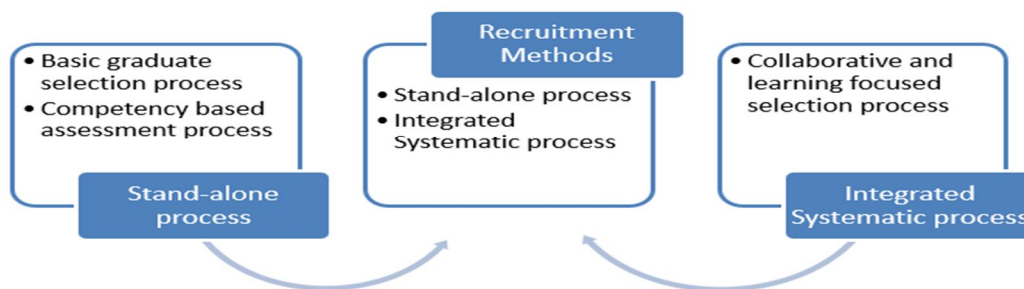 • Basic graduate
selection process
• Competency based
assessment process
Stand-alone
process
Recruitment
Methods
• Stand-alone process
• Integrated
Systematic process
• Collaborative and
learning focused
selection process
Integrated
Systematic process